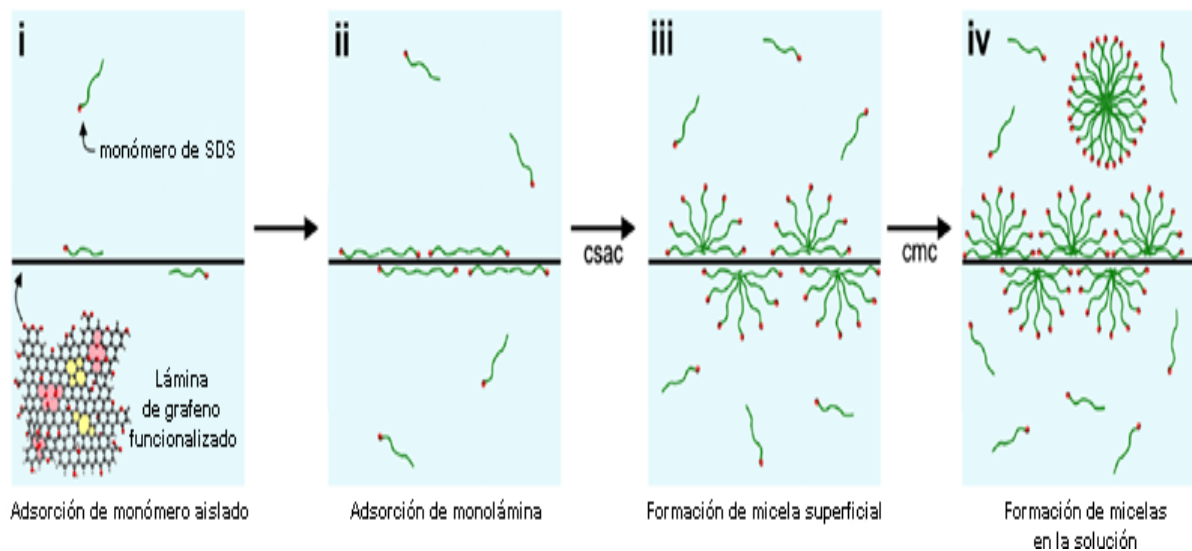 i
ii
iii
iv
monómero de SDS
csac
cmc
Lámina
de grafeno
funcionalizado
Adsorción de monómero aislado
Adsorción de monolámina
Formación de micela superficial
Formación de micelas
en la solución